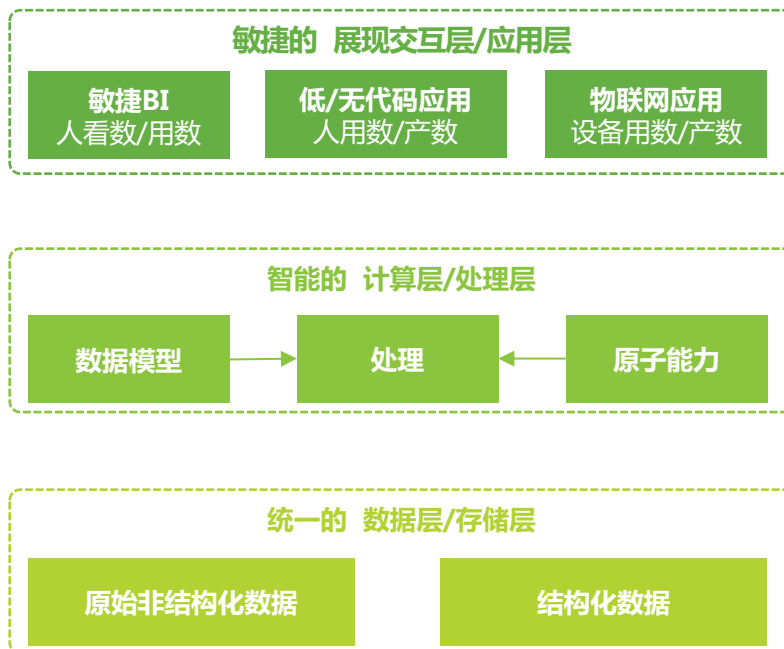 敏捷的 展现交互层/应用层
敏捷BI
人看数/用数
低/无代码应用
人用数/产数
物联网应用
设备用数/产数
智能的 计算层/处理层
数据模型
处理
原子能力
统一的 数据层/存储层
原始非结构化数据
结构化数据